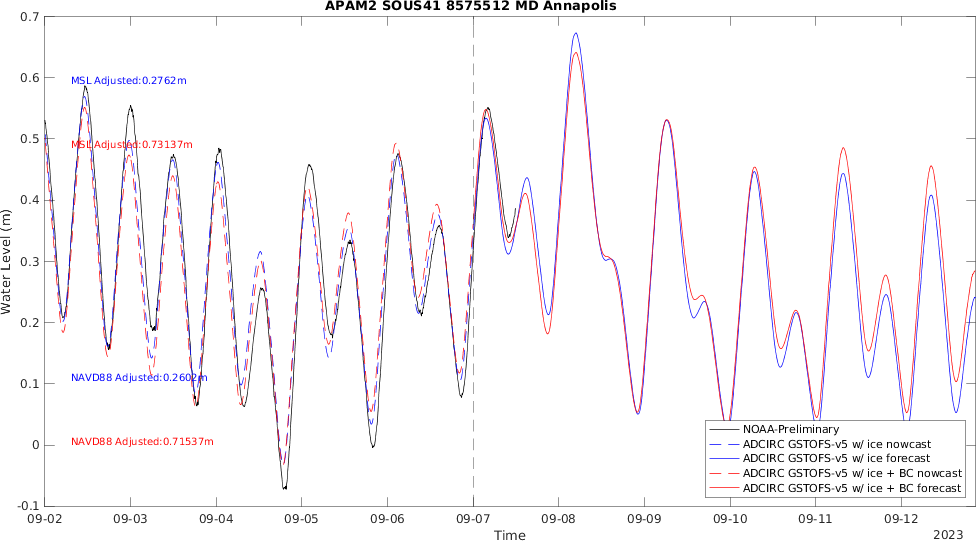 APAM2 SOUS41 8575512 MD Annapolis
0.7
0.6
0.5
0.4
0.3
0.2
0.1
0
-0.1
Water Level (m)
MSL Adjusted:0.2762m
MSL Adjusted:0.73137m
NAVD88 Adjusted:0.2602m
NAVD88 Adjusted:0.71537m
NOAA-Preliminary
ADCIRC GSTOFS-v5 w/ ice nowcast
ADCIRC GSTOFS-v5 w/ ice forecast
ADCIRC GSTOFS-v5 w/ ice + BC nowcast
ADCIRC GSTOFS-v5 w/ ice + BC forecast
09-02 09-03 09-04 09-05 09-06 09-07 09-08 09-09 09-10 09-11 09-12
Time
2023